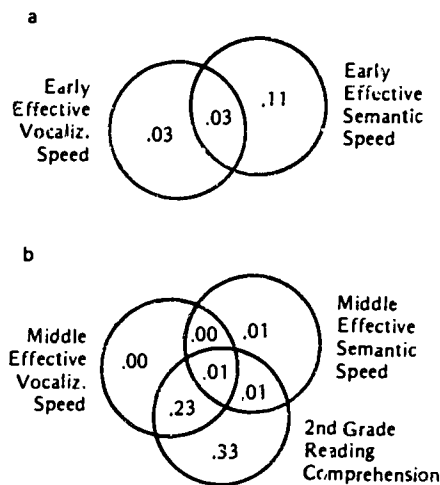 a
Early
Effective
Vocaliz.
Speed
.03
.03
.11
Early
Effective
Semantic
Speed
b
Middle
Effective
Vocaliz.
Speed
.00
.00
.01
.01
.23
.01
.33
Middle
Effective
Semantic
Speed
2nd Grade
Reading
Comprehension